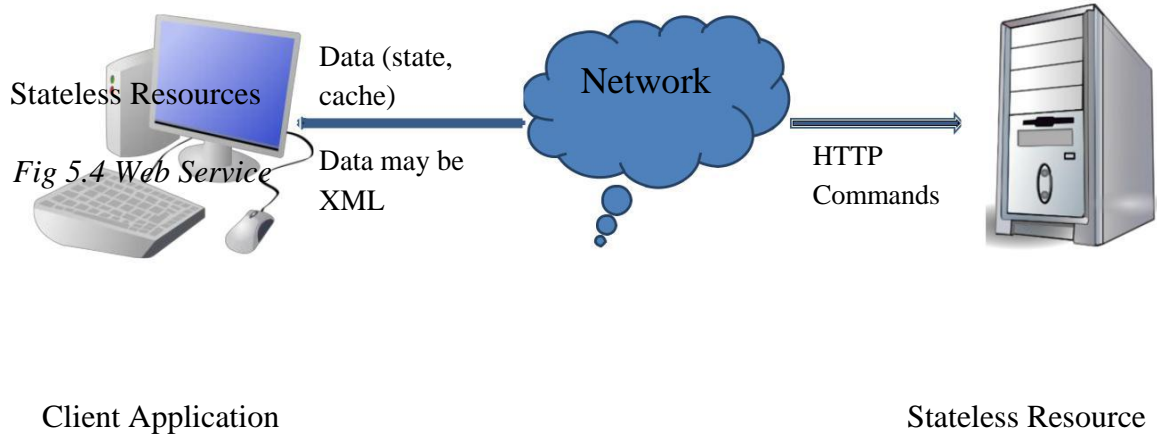 Data (state,
cache)
Network
Stateless Resources
Data may be
XML
HTTP
Commands
Fig 5.4 Web Service
Client Application
Stateless Resource